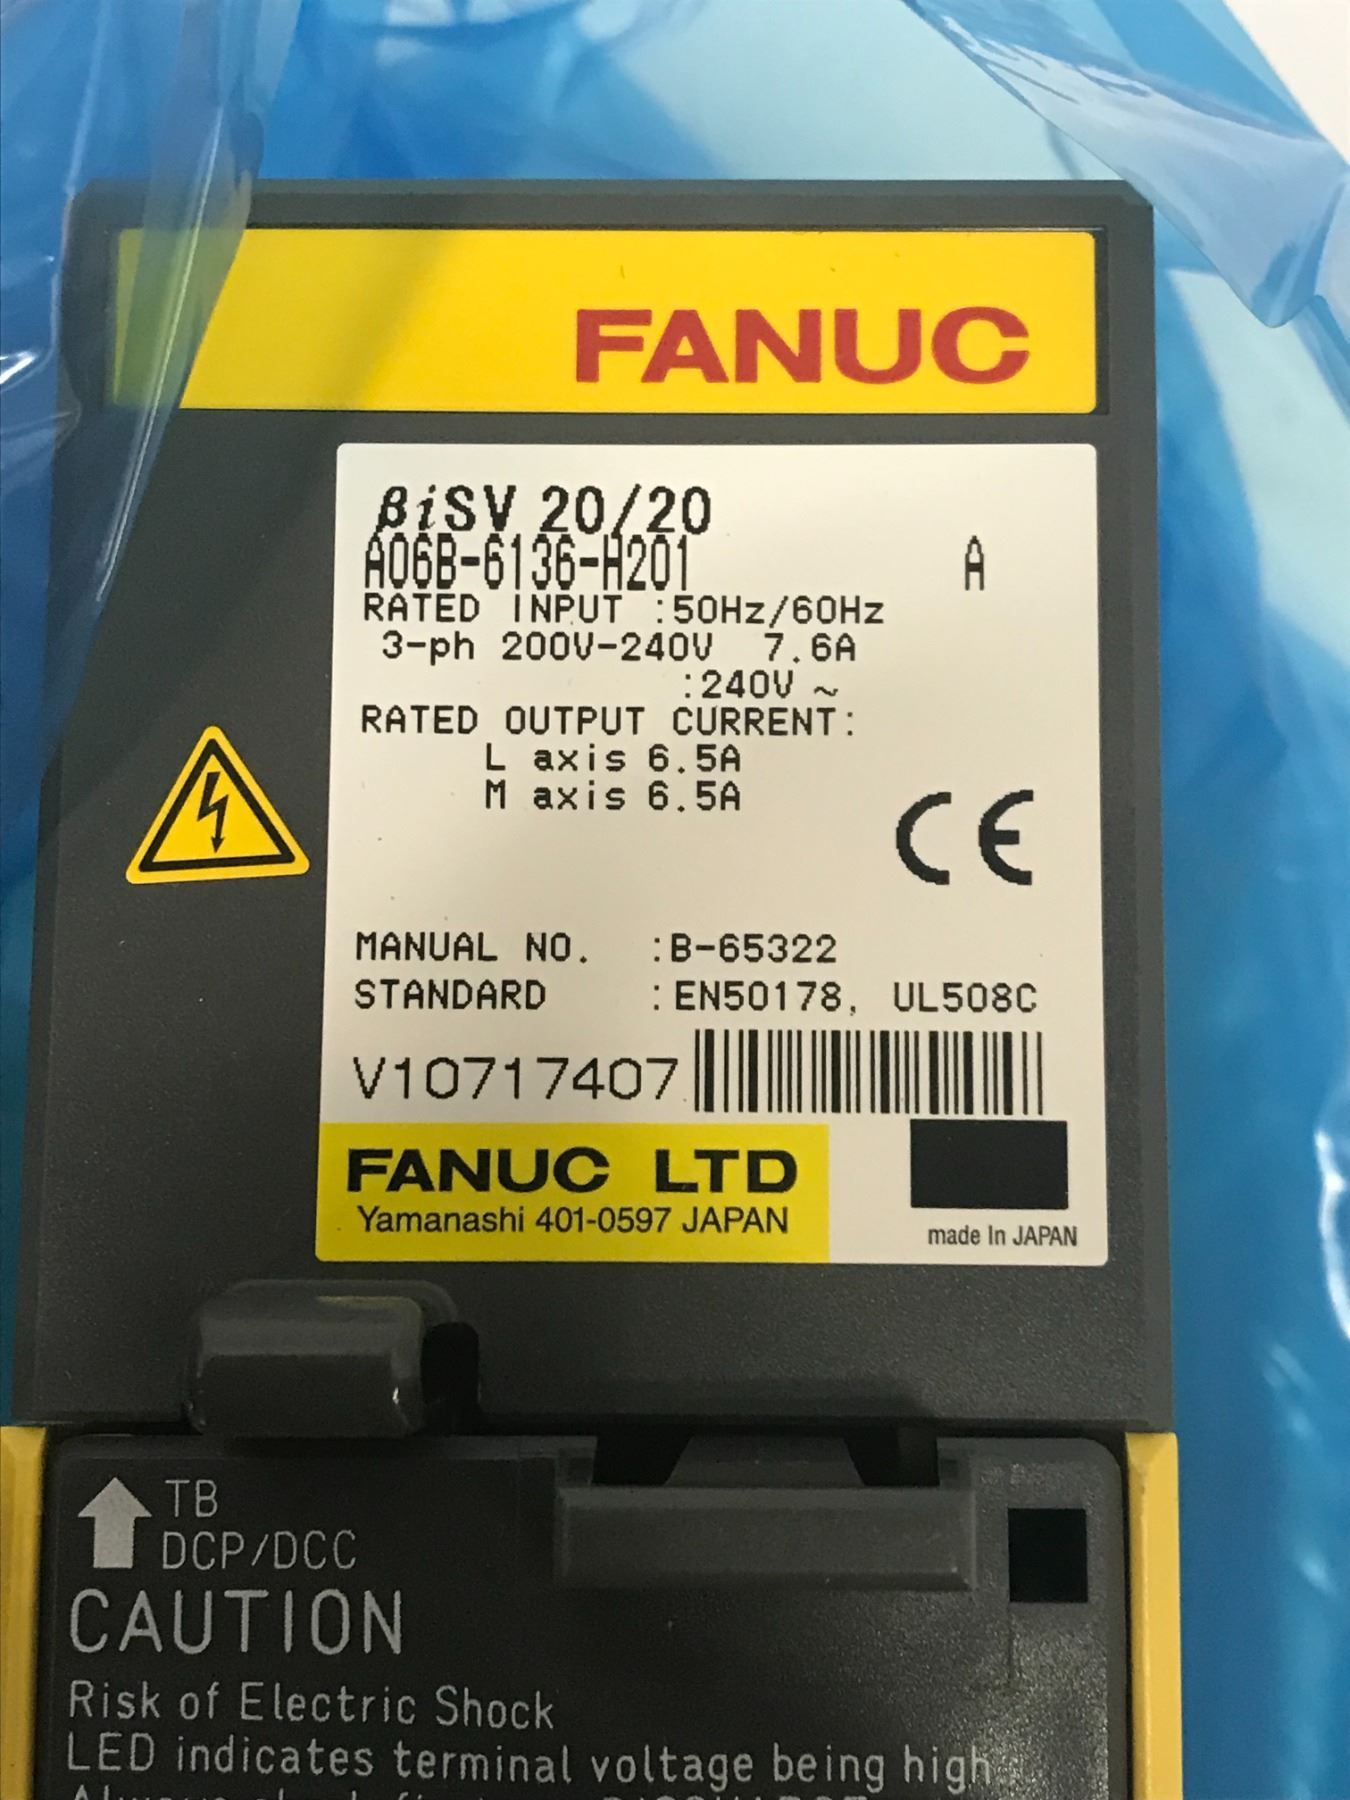 FANUC
βiSV 20/20
A06B-6136-H201 A
RATED INPUT :50Hz/60Hz
3-ph 200V-240V 7.6A
:240V ~
RATED OUTPUT CURRENT:
L axis 6.5A
M axis 6.5A
CE
MANUAL NO. :B-65322
STANDARD :EN50178, UL508C
V10717407
FANUC LTD
Yamanashi 401-0597 JAPAN
made In JAPAN
TB
DCP/DCC
CAUTION
Risk of Electric Shock
LED indicates terminal voltage being high.